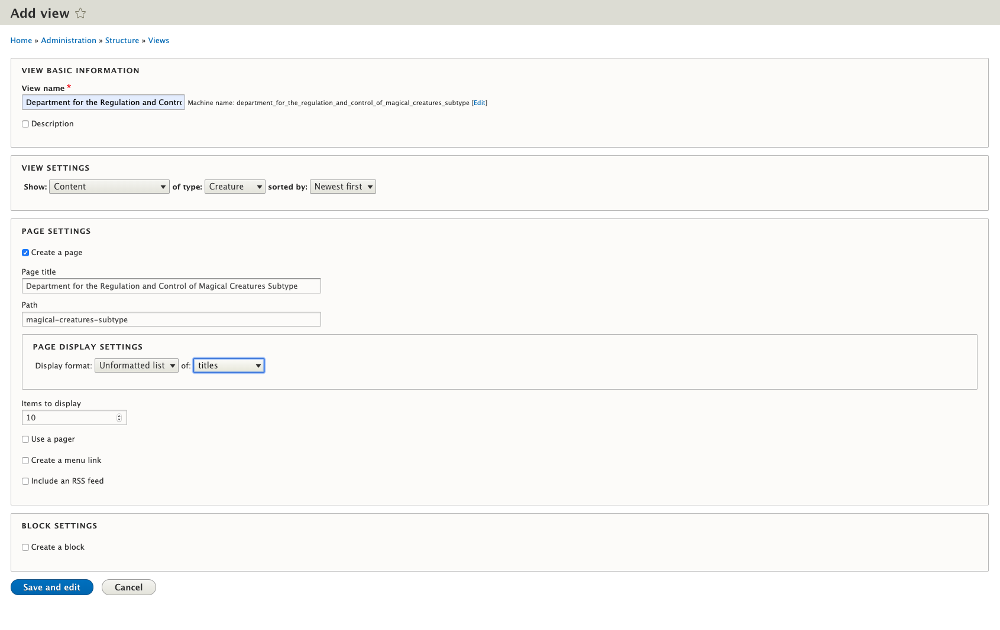 Add view
Home » Administration » Structure » Views
VIEW BASIC INFORMATION
View name *
Department for the Regulation and Contro Machine name: department_for_the_regulation_and_control_of_magical_creatures_subtype [Edit]
Description
VIEW SETTINGS
Show: Content of type: Creature sorted by: Newest first
PAGE SETTINGS
Create a page
Page title
Department for the Regulation and Control of Magical Creatures Subtype
Path
magical-creatures-subtype
PAGE DISPLAY SETTINGS
Display format: Unformatted list of: titles
Items to display
10
Use a pager
Create a menu link
Include an RSS feed
BLOCK SETTINGS
Create a block
Save and edit Cancel